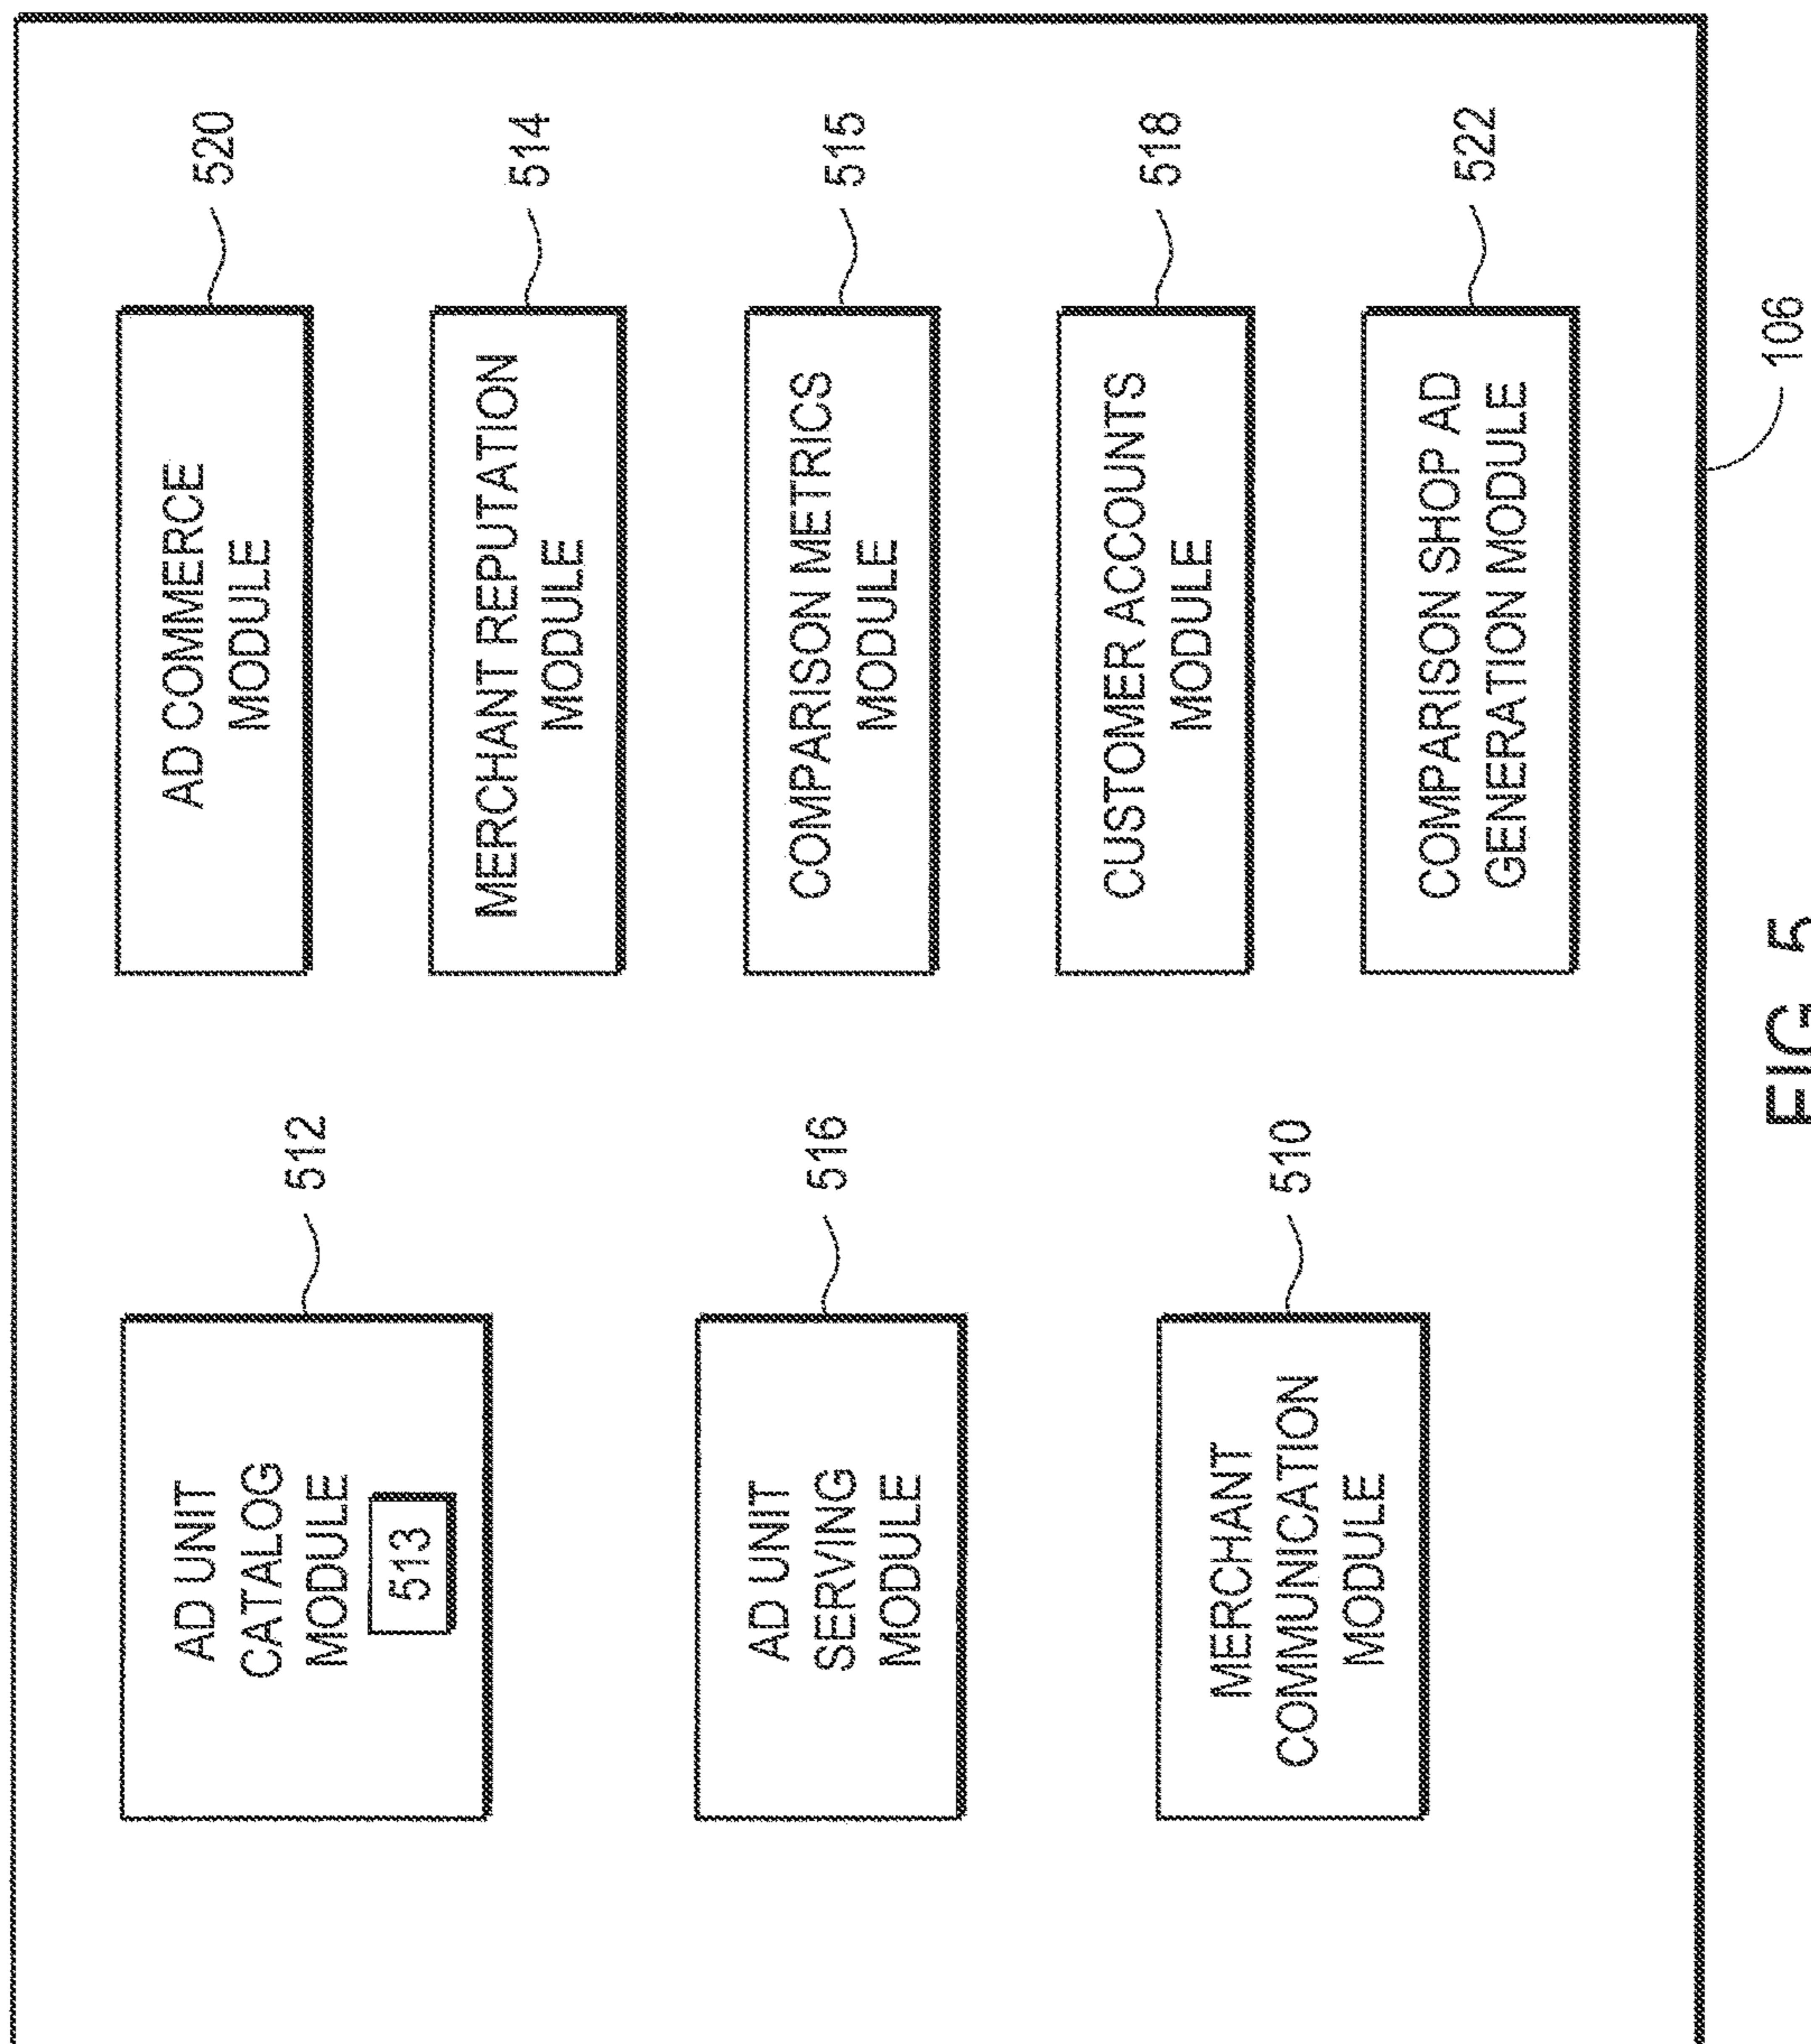 AD UNIT
CATALOG
MODULE
513
512
AD UNIT
SERVING
MODULE
516
MERCHANT
COMMUNICATION
MODULE
510
AD COMMERCE
MODULE
520
MERCHANT REPUTATION
MODULE
514
COMPARISON METRICS
MODULE
515
CUSTOMER ACCOUNTS
MODULE
518
COMPARISON SHOP AD
GENERATION MODULE
522
106
FIG. 5